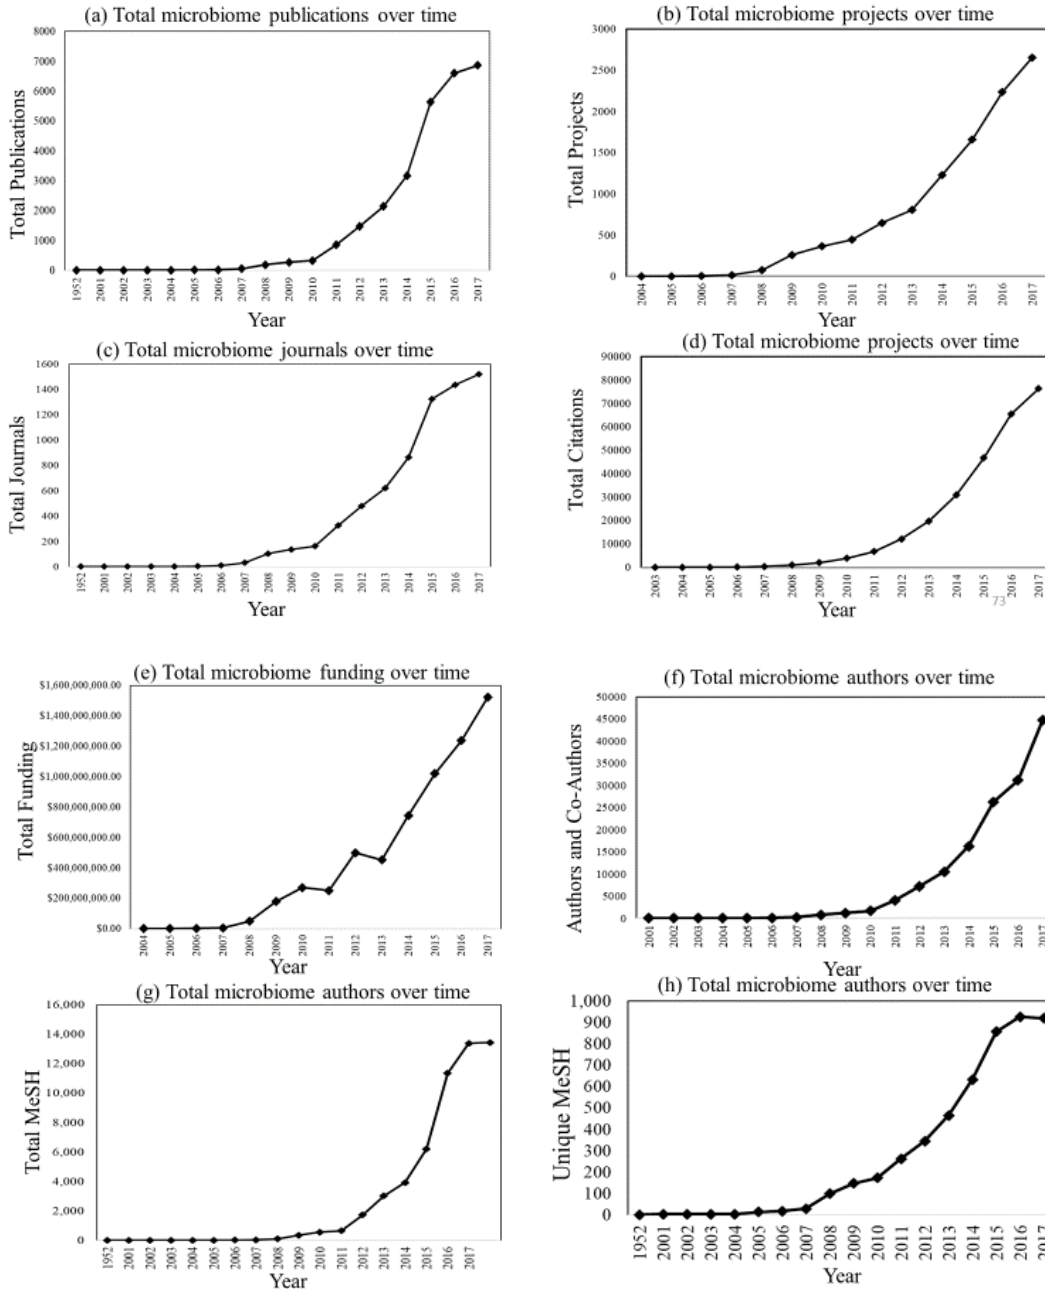 (a) Total microbiome publications over time
8000
7000
6000
5000
4000
3000
2000
1000
0
Total Publications
1952 2001 2002 2003 2004 2005 2006 2007 2008 2009 2010 2011 2012 2013 2014 2015 2016 2017
Year
(b) Total microbiome projects over time
3000
2500
2000
1500
1000
500
0
Total Projects
2004 2005 2006 2007 2008 2009 2010 2011 2012 2013 2014 2015 2016 2017
Year
(c) Total microbiome journals over time
1600
1400
1200
1000
800
600
400
200
0
Total Journals
1952 2001 2002 2003 2004 2005 2006 2007 2008 2009 2010 2011 2012 2013 2014 2015 2016 2017
Year
(d) Total microbiome projects over time
90000
80000
70000
60000
50000
40000
30000
20000
10000
0
Total Citations
2003 2004 2005 2006 2007 2008 2009 2010 2011 2012 2013 2014 2015 2016 2017
Year
73
(e) Total microbiome funding over time
$1,600,000,000.00
$1,400,000,000.00
$1,200,000,000.00
$1,000,000,000.00
$800,000,000.00
$600,000,000.00
$400,000,000.00
$200,000,000.00
$0.00
Total Funding
2004 2005 2006 2007 2008 2009 2010 2011 2012 2013 2014 2015 2016 2017
Year
(f) Total microbiome authors over time
50000
45000
40000
35000
30000
25000
20000
15000
10000
5000
0
Authors and Co-Authors
2001 2002 2003 2004 2005 2006 2007 2008 2009 2010 2011 2012 2013 2014 2015 2016 2017
Year
(g) Total microbiome authors over time
16,000
14,000
12,000
10,000
8,000
6,000
4,000
2,000
0
Total MeSH
1952 2001 2002 2003 2004 2005 2006 2007 2008 2009 2010 2011 2012 2013 2014 2015 2016 2017
Year
(h) Total microbiome authors over time
1,000
900
800
700
600
500
400
300
200
100
0
Unique MeSH
1952 2001 2002 2003 2004 2005 2006 2007 2008 2009 2010 2011 2012 2013 2014 2015 2016 2017
Year